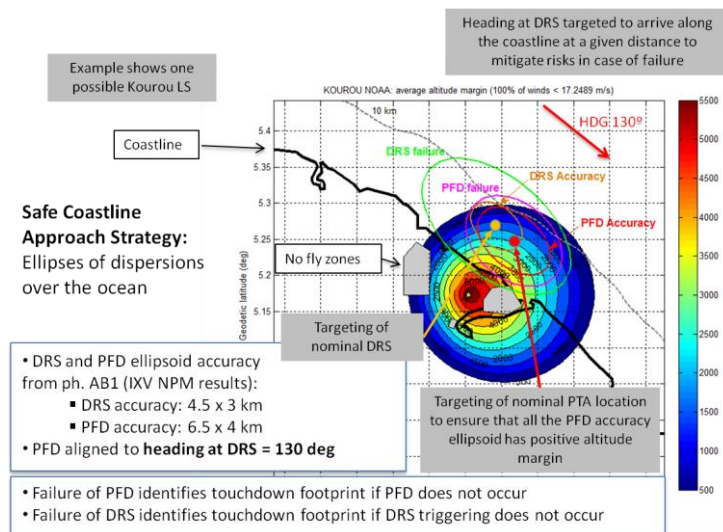 Heading at DRS targeted to arrive along
the coastline at a given distance to
mitigate risks in case of failure
Example shows one
possible Kourou LS
KOUROU NOAA: average altitude margin (100% of winds < 17.2489 m/s)
10 km
HDG 130º
5500
5000
4500
4000
3500
3000
2500
2000
1500
1000
500
5.4
5.35
5.3
5.25
5.2
5.15
Geodetic latitude (deg)
Coastline
DRS failure
DRS Accuracy
PFD failure
PFD Accuracy
Safe Coastline
Approach Strategy:
Ellipses of dispersions
over the ocean
No fly zones
Targeting of
nominal DRS
Targeting of nominal PTA location
to ensure that all the PFD accuracy
ellipsoid has positive altitude
margin
• DRS and PFD ellipsoid accuracy
from ph. AB1 (IXV NPM results):
▪ DRS accuracy: 4.5 x 3 km
▪ PFD accuracy: 6.5 x 4 km
• PFD aligned to heading at DRS = 130 deg
• Failure of PFD identifies touchdown footprint if PFD does not occur
• Failure of DRS identifies touchdown footprint if DRS triggering does not occur